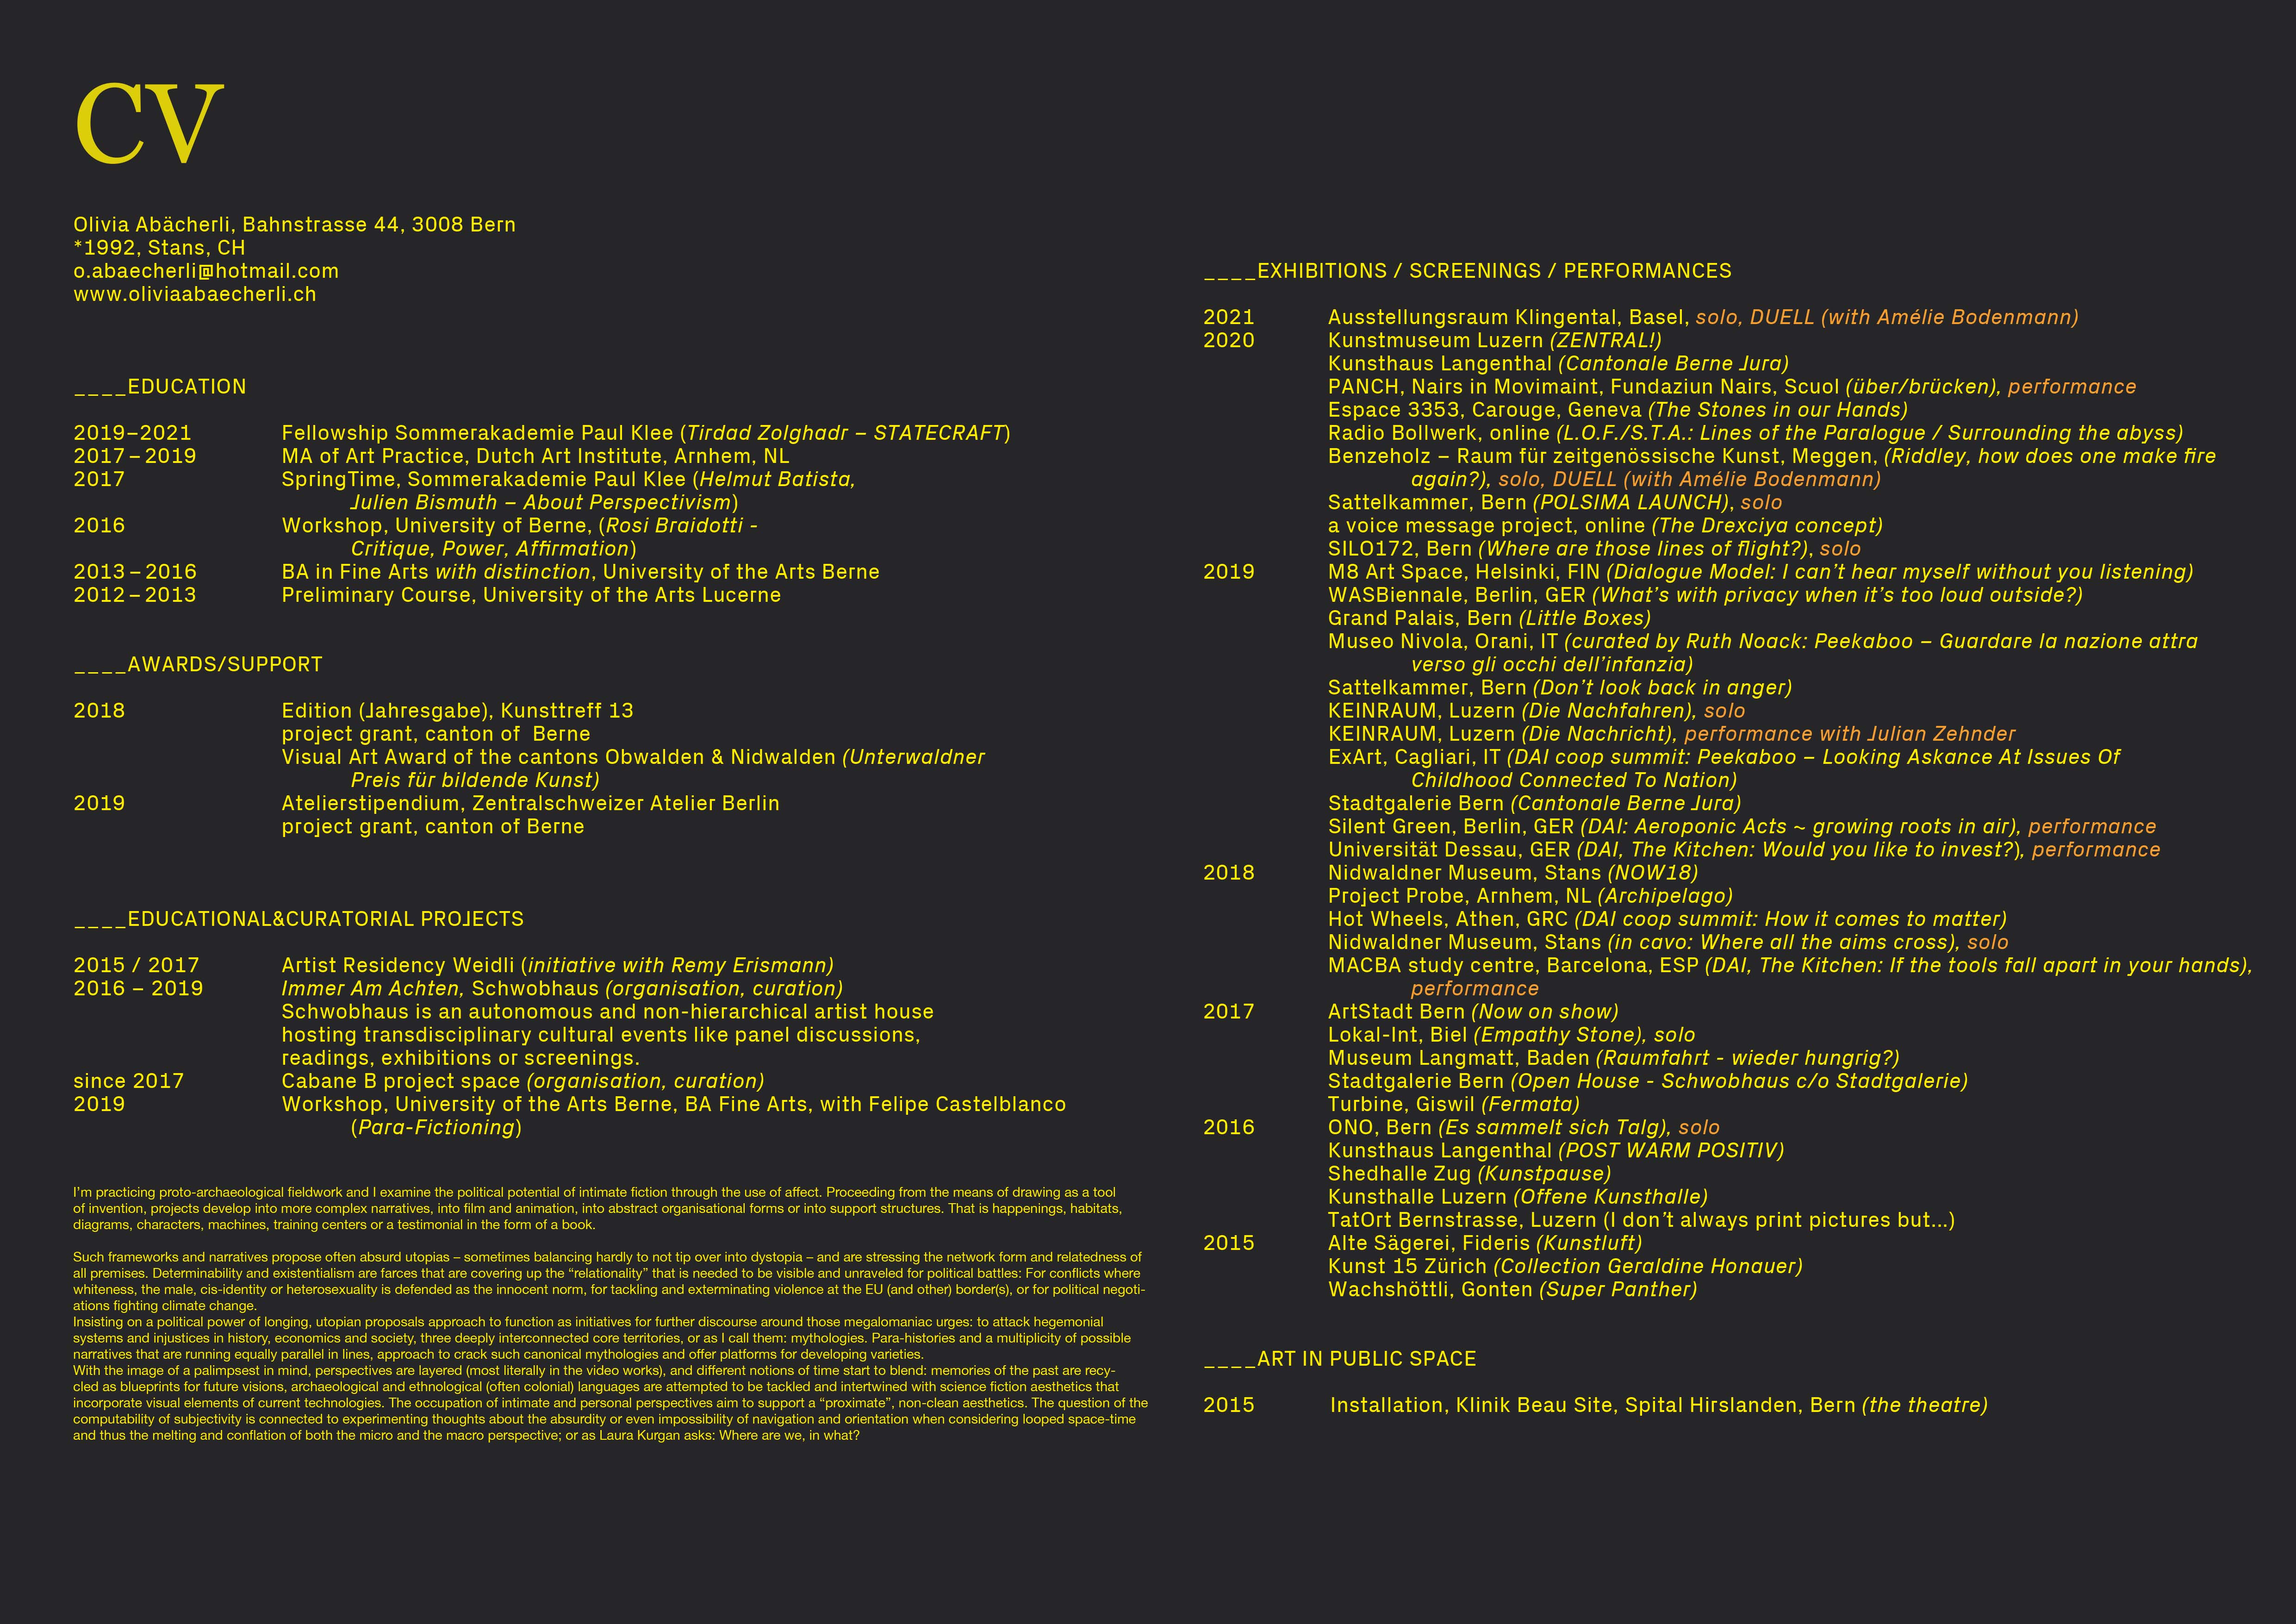 CV
Olivia Abächerli, Bahnstrasse 44, 3008 Bern
*1992, Stans, CH
o.abaecherli@hotmail.com
www.oliviaabaecherli.ch
____EDUCATION
2019–2021 Fellowship Sommerakademie Paul Klee (Tirdad Zolghadr – STATECRAFT)
2017–2019 MA of Art Practice, Dutch Art Institute, Arnhem, NL
2017 SpringTime, Sommerakademie Paul Klee (Helmut Batista,
Julien Bismuth – About Perspectivism)
2016 Workshop, University of Berne, (Rosi Braidotti -
Critique, Power, Affirmation)
2013–2016 BA in Fine Arts with distinction, University of the Arts Berne
2012–2013 Preliminary Course, University of the Arts Lucerne
____AWARDS/SUPPORT
2018 Edition (Jahresgabe), Kunsttreff 13
project grant, canton of  Berne
Visual Art Award of the cantons Obwalden & Nidwalden (Unterwaldner
Preis für bildende Kunst)
2019 Atelierstipendium, Zentralschweizer Atelier Berlin
project grant, canton of Berne
____EDUCATIONAL&CURATORIAL PROJECTS
2015 / 2017 Artist Residency Weidli (initiative with Remy Erismann)
2016 – 2019 Immer Am Achten, Schwobhaus (organisation, curation)
Schwobhaus is an autonomous and non-hierarchical artist house
hosting transdisciplinary cultural events like panel discussions,
readings, exhibitions or screenings.
since 2017 Cabane B project space (organisation, curation)
2019 Workshop, University of the Arts Berne, BA Fine Arts, with Felipe Castelblanco
(Para-Fictioning)
I'm practicing proto-archaeological fieldwork and I examine the political potential of intimate fiction through the use of affect. Proceeding from the means of drawing as a tool
of invention, projects develop into more complex narratives, into film and animation, into abstract organisational forms or into support structures. That is happenings, habitats,
diagrams, characters, machines, training centers or a testimonial in the form of a book.
Such frameworks and narratives propose often absurd utopias – sometimes balancing hardly to not tip over into dystopia – and are stressing the network form and relatedness of
all premises. Determinability and existentialism are farces that are covering up the “relationality” that is needed to be visible and unraveled for political battles: For conflicts where
whiteness, the male, cis-identity or heterosexuality is defended as the innocent norm, for tackling and exterminating violence at the EU (and other) border(s), or for political negoti-
ations fighting climate change.
Insisting on a political power of longing, utopian proposals approach to function as initiatives for further discourse around those megalomaniac urges: to attack hegemonial
systems and injustices in history, economics and society, three deeply interconnected core territories, or as I call them: mythologies. Para-histories and a multiplicity of possible
narratives that are running equally parallel in lines, approach to crack such canonical mythologies and offer platforms for developing varieties.
With the image of a palimpsest in mind, perspectives are layered (most literally in the video works), and different notions of time start to blend: memories of the past are recy-
cled as blueprints for future visions, archaeological and ethnological (often colonial) languages are attempted to be tackled and intertwined with science fiction aesthetics that
incorporate visual elements of current technologies. The occupation of intimate and personal perspectives aim to support a “proximate”, non-clean aesthetics. The question of the
computability of subjectivity is connected to experimenting thoughts about the absurdity or even impossibility of navigation and orientation when considering looped space-time
and thus the melting and conflation of both the micro and the macro perspective; or as Laura Kurgan asks: Where are we, in what?
____EXHIBITIONS / SCREENINGS / PERFORMANCES
2021 Ausstellungsraum Klingental, Basel, solo, DUELL (with Amélie Bodenmann)
2020 Kunstmuseum Luzern (ZENTRAL!)
Kunsthaus Langenthal (Cantonale Berne Jura)
PANCH, Nairs in Movimaint, Fundaziun Nairs, Scuol (über/brücken), performance
Espace 3353, Carouge, Geneva (The Stones in our Hands)
Radio Bollwerk, online (L.O.F./S.T.A.: Lines of the Paralogue / Surrounding the abyss)
Benzeholz – Raum für zeitgenössische Kunst, Meggen, (Riddley, how does one make fire
again?), solo, DUELL (with Amélie Bodenmann)
Sattelkammer, Bern (POLSIMA LAUNCH), solo
a voice message project, online (The Drexciya concept)
SILO172, Bern (Where are those lines of flight?), solo
2019 M8 Art Space, Helsinki, FIN (Dialogue Model: I can't hear myself without you listening)
WASBiennale, Berlin, GER (What's with privacy when it's too loud outside?)
Grand Palais, Bern (Little Boxes)
Museo Nivola, Orani, IT (curated by Ruth Noack: Peekaboo – Guardare la nazione attra
verso gli occhi dell'infanzia)
Sattelkammer, Bern (Don't look back in anger)
KEINRAUM, Luzern (Die Nachfahren), solo
KEINRAUM, Luzern (Die Nachricht), performance with Julian Zehnder
ExArt, Cagliari, IT (DAI coop summit: Peekaboo – Looking Askance At Issues Of
Childhood Connected To Nation)
Stadtgalerie Bern (Cantonale Berne Jura)
Silent Green, Berlin, GER (DAI: Aeroponic Acts ~ growing roots in air), performance
Universität Dessau, GER (DAI, The Kitchen: Would you like to invest?), performance
2018 Nidwaldner Museum, Stans (NOW18)
Project Probe, Arnhem, NL (Archipelago)
Hot Wheels, Athen, GRC (DAI coop summit: How it comes to matter)
Nidwaldner Museum, Stans (in cavo: Where all the aims cross), solo
MACBA study centre, Barcelona, ESP (DAI, The Kitchen: If the tools fall apart in your hands),
performance
2017 ArtStadt Bern (Now on show)
Lokal-Int, Biel (Empathy Stone), solo
Museum Langmatt, Baden (Raumfahrt - wieder hungrig?)
Stadtgalerie Bern (Open House - Schwobhaus c/o Stadtgalerie)
Turbine, Giswil (Fermata)
2016 ONO, Bern (Es sammelt sich Talg), solo
Kunsthaus Langenthal (POST WARM POSITIV)
Shedhalle Zug (Kunstpause)
Kunsthalle Luzern (Offene Kunsthalle)
TatOrt Bernstrasse, Luzern (I don't always print pictures but...)
2015 Alte Sägerei, Fideris (Kunstluft)
Kunst 15 Zürich (Collection Geraldine Honauer)
Wachshöttli, Gonten (Super Panther)
____ART IN PUBLIC SPACE
2015 Installation, Klinik Beau Site, Spital Hirslanden, Bern (the theatre)